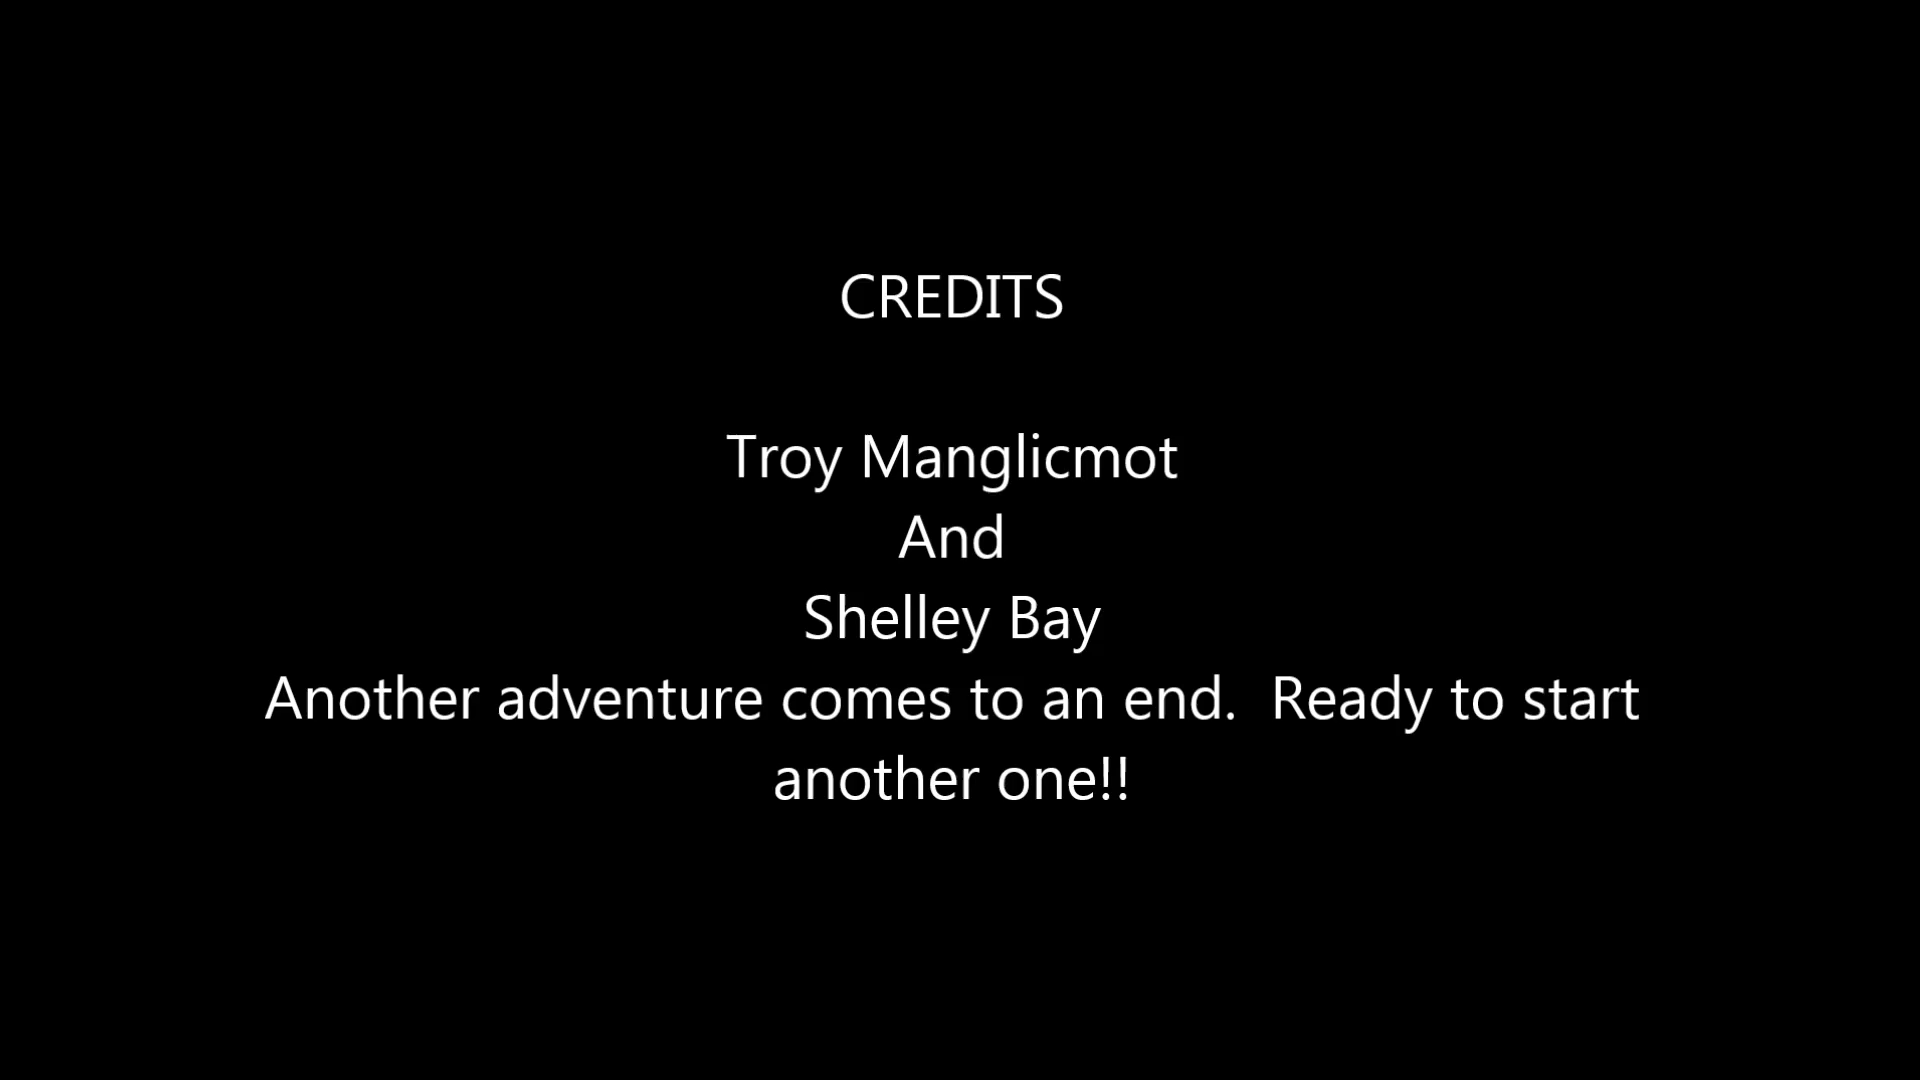 CREDITS
Troy Manglicmot
And
Shelley Bay
Another adventure comes to an end.  Ready to start
another one!!